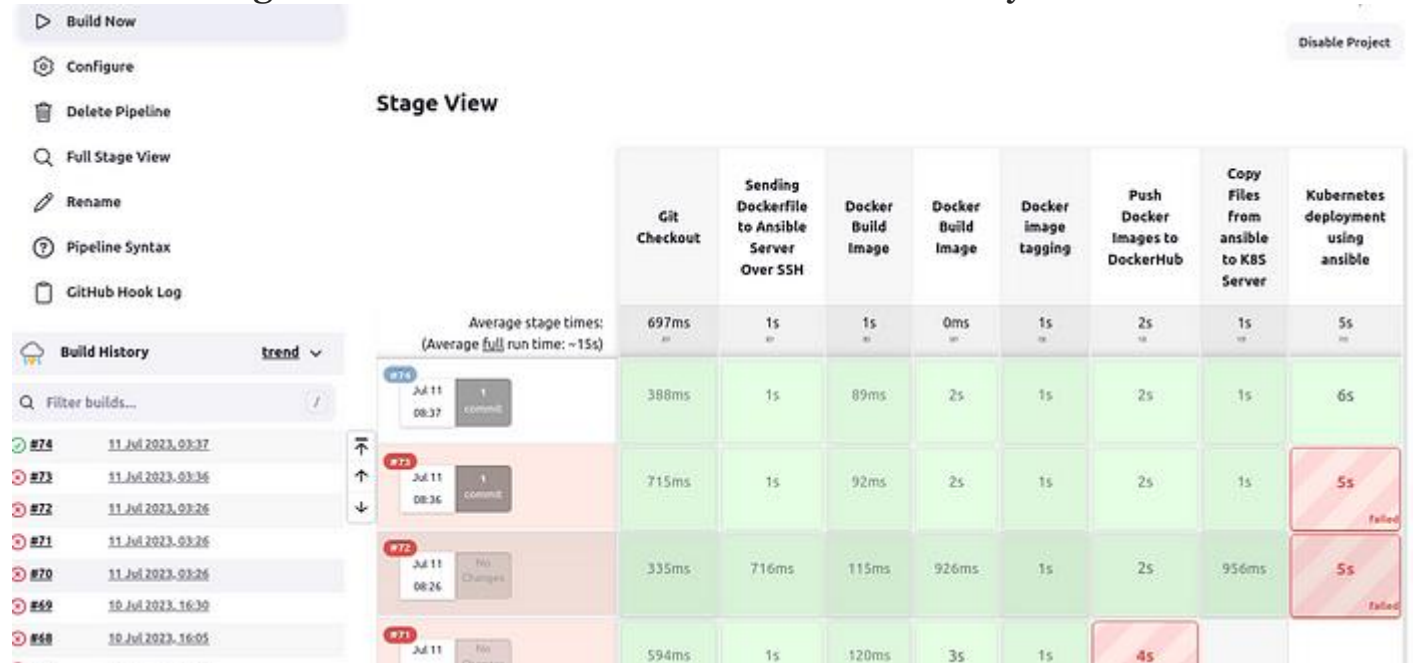 Build Now
Configure
Delete Pipeline
Full Stage View
Rename
Pipeline Syntax
GitHub Hook Log
Build History
trend
Filter builds...
/
#74 11 Jul 2023, 03:37
#73 11 Jul 2023, 03:36
#72 11 Jul 2023, 03:26
#71 11 Jul 2023, 03:26
#70 11 Jul 2023, 03:26
#69 10 Jul 2023, 16:30
#68 10 Jul 2023, 16:05
Disable Project
Stage View
Git
Checkout
Sending
Dockerfile
to Ansible
Server
Over SSH
Docker
Build
Image
Docker
Build
Image
Docker
image
tagging
Push
Docker
Images to
DockerHub
Copy
Files
from
ansible
to K8S
Server
Kubernetes
deployment
using
ansible
Average stage times:
(Average full run time: ~15s)
697ms 1s 1s 0ms 1s 2s 1s 5s
#74
Jul 11
08:37
1
commit
388ms 1s 89ms 2s 1s 2s 1s 6s
#73
Jul 11
08:36
1
commit
715ms 1s 92ms 2s 1s 2s 1s 5s
failed
#72
Jul 11
08:26
No
Changes
335ms 716ms 115ms 926ms 1s 2s 956ms 5s
failed
#71
Jul 11
No
594ms 1s 120ms 3s 1s 4s